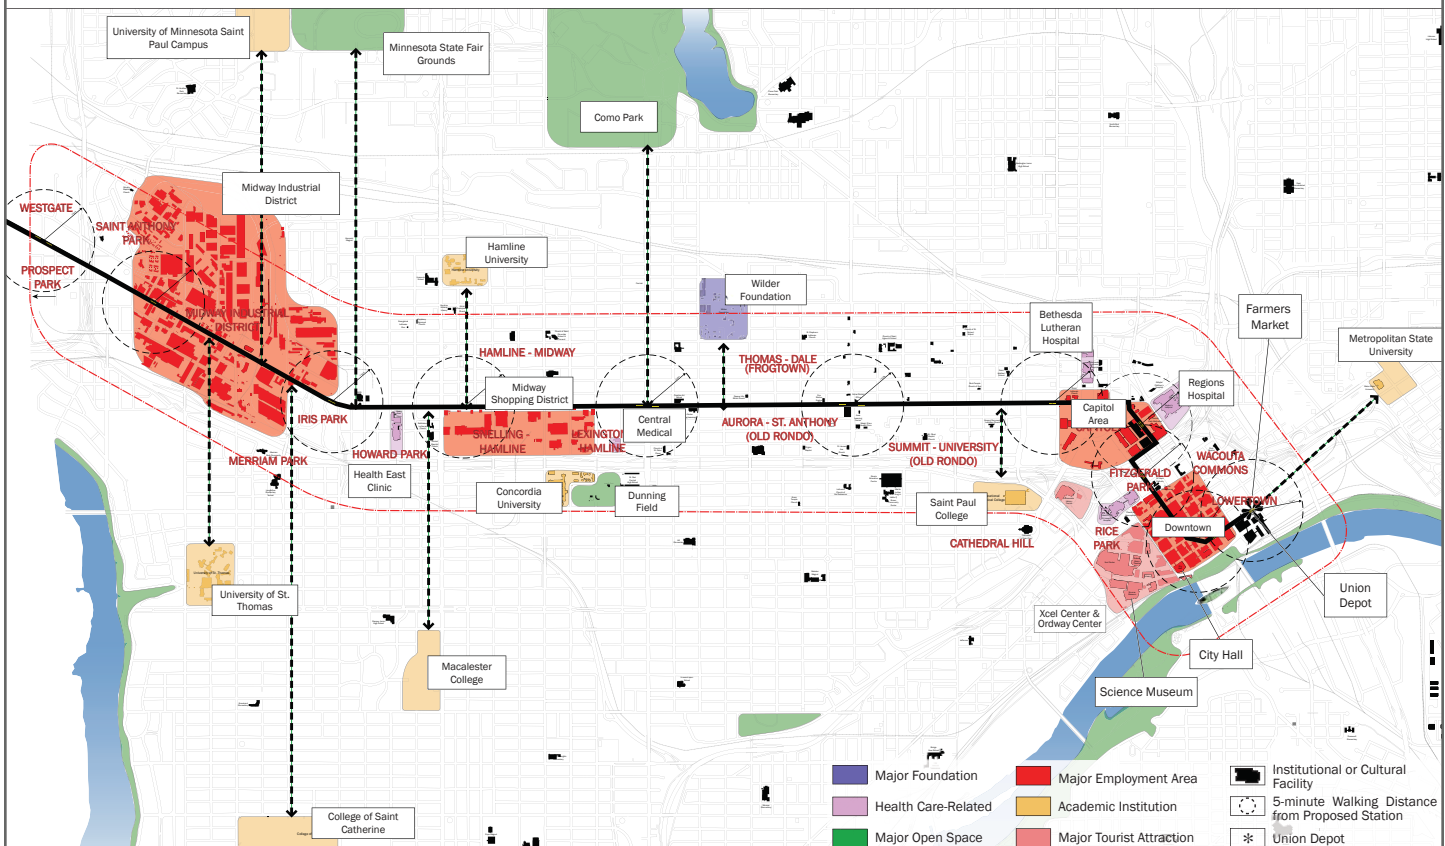 University of Minnesota Saint
Paul Campus
Minnesota State Fair
Grounds
Como Park
Midway Industrial
District
WESTGATE
SAINT ANTHONY
PARK
PROSPECT
PARK
MIDWAY INDUSTRIAL
DISTRICT
Hamline
University
Wilder
Foundation
Bethesda
Lutheran
Hospital
Farmers
Market
Metropolitan State
University
HAMLINE - MIDWAY
THOMAS - DALE
(FROGTOWN)
Midway
Shopping District
Regions
Hospital
Capitol
Area
IRIS PARK
Central
Medical
AURORA - ST. ANTHONY
(OLD RONDO)
SNELLING -
HAMLINE
LEXINGTON
HAMLINE
SUMMIT - UNIVERSITY
(OLD RONDO)
MERRIAM PARK
HOWARD PARK
WACOUTA
COMMONS
FITZGERALD
PARK
Health East
Clinic
Concordia
University
Dunning
Field
Saint Paul
College
LOWERTOWN
Downtown
RICE
PARK
CATHEDRAL HILL
University of St.
Thomas
Union
Depot
Xcel Center &
Ordway Center
City Hall
Macalester
College
Science Museum
College of Saint
Catherine
Major Foundation
Health Care-Related
Major Open Space
Major Employment Area
Academic Institution
Major Tourist Attraction
Institutional or Cultural
Facility
5-minute Walking Distance
from Proposed Station
Union Depot